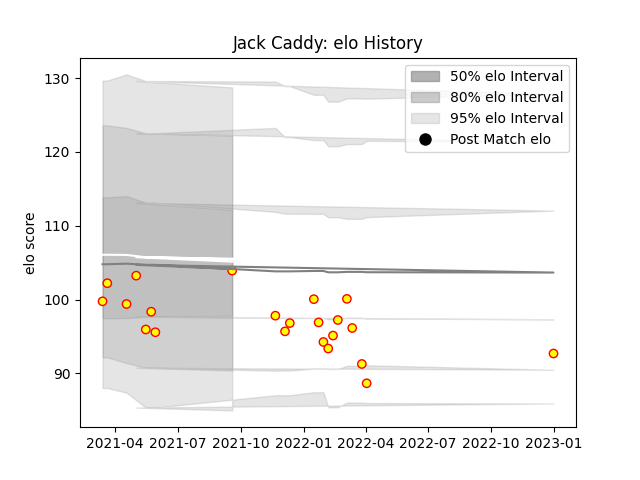 Jack Caddy: elo History
50% elo Interval
80% elo Interval
95% elo Interval
Post Match elo
elo score
130
120
110
100
90
2021-04 2021-07 2021-10 2022-01 2022-04 2022-07 2022-10 2023-01